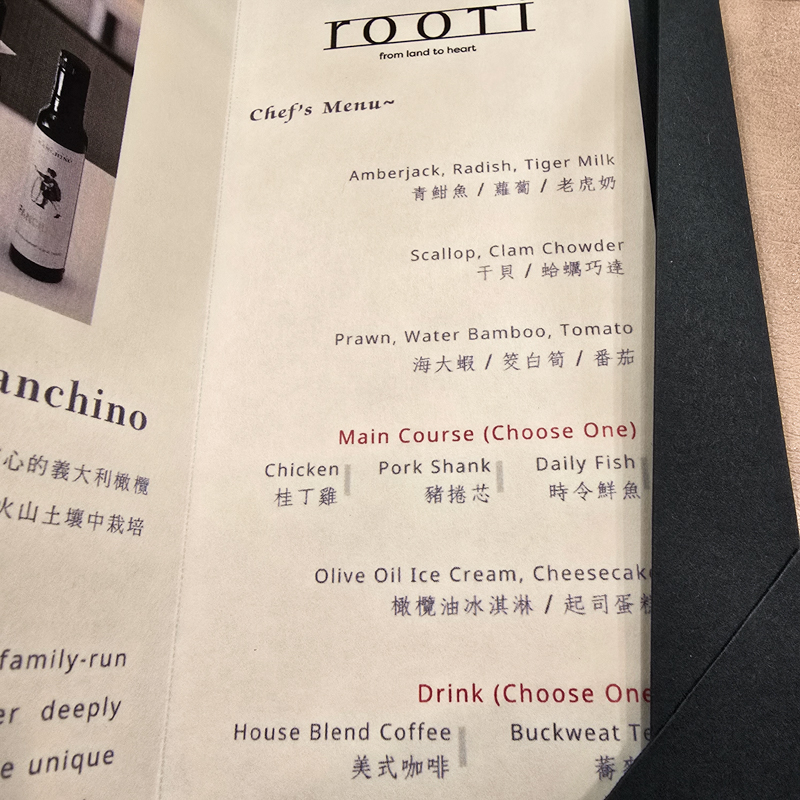 rooti
from land to heart
Chef's Menu~
Amberjack, Radish, Tiger Milk
青魽魚 / 蘿蔔 / 老虎奶
Scallop, Clam Chowder
干貝 / 蛤蠣巧達
Prawn, Water Bamboo, Tomato
海大蝦 / 筊白筍 / 番茄
Main Course (Choose One)
Chicken Pork Shank Daily Fish
桂丁雞 豬捲芯 時令鮮魚
Olive Oil Ice Cream, Cheesecake
橄欖油冰淇淋 / 起司蛋糕
Drink (Choose One
House Blend Coffee Buckweat Te
美式咖啡 蕎麥
anchino
心的義大利橄欖
火山土壤中栽培
family-run
er deeply
e unique